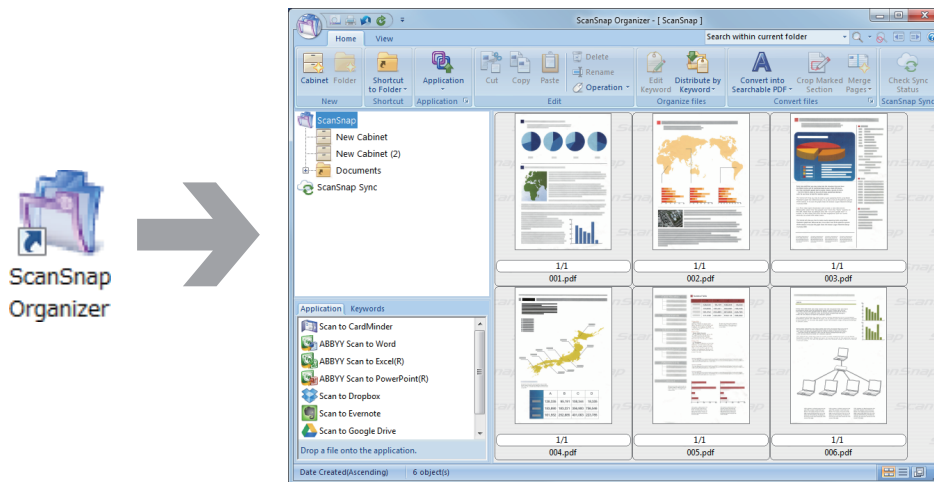 ScanSnap
Organizer
ScanSnap Organizer - [ ScanSnap ]
Home View
Search within current folder
Cabinet Folder
New
Shortcut
to Folder
Shortcut
Application
Application
Cut Copy Paste
Delete
Rename
Operation
Edit
Edit
Keyword
Distribute by
Keyword
Organize files
Convert into
Searchable PDF
Crop Marked
Section
Merge
Pages
Convert files
Check Sync
Status
ScanSnap Sync
ScanSnap
New Cabinet
New Cabinet (2)
Documents
ScanSnap Sync
1/1
001.pdf
1/1
002.pdf
1/1
003.pdf
Application Keywords
Scan to CardMinder
ABBYY Scan to Word
ABBYY Scan to Excel(R)
ABBYY Scan to PowerPoint(R)
Scan to Dropbox
Scan to Evernote
Scan to Google Drive
Drop a file onto the application.
1/1
004.pdf
1/1
005.pdf
1/1
006.pdf
Date Created(Ascending) 6 object(s)